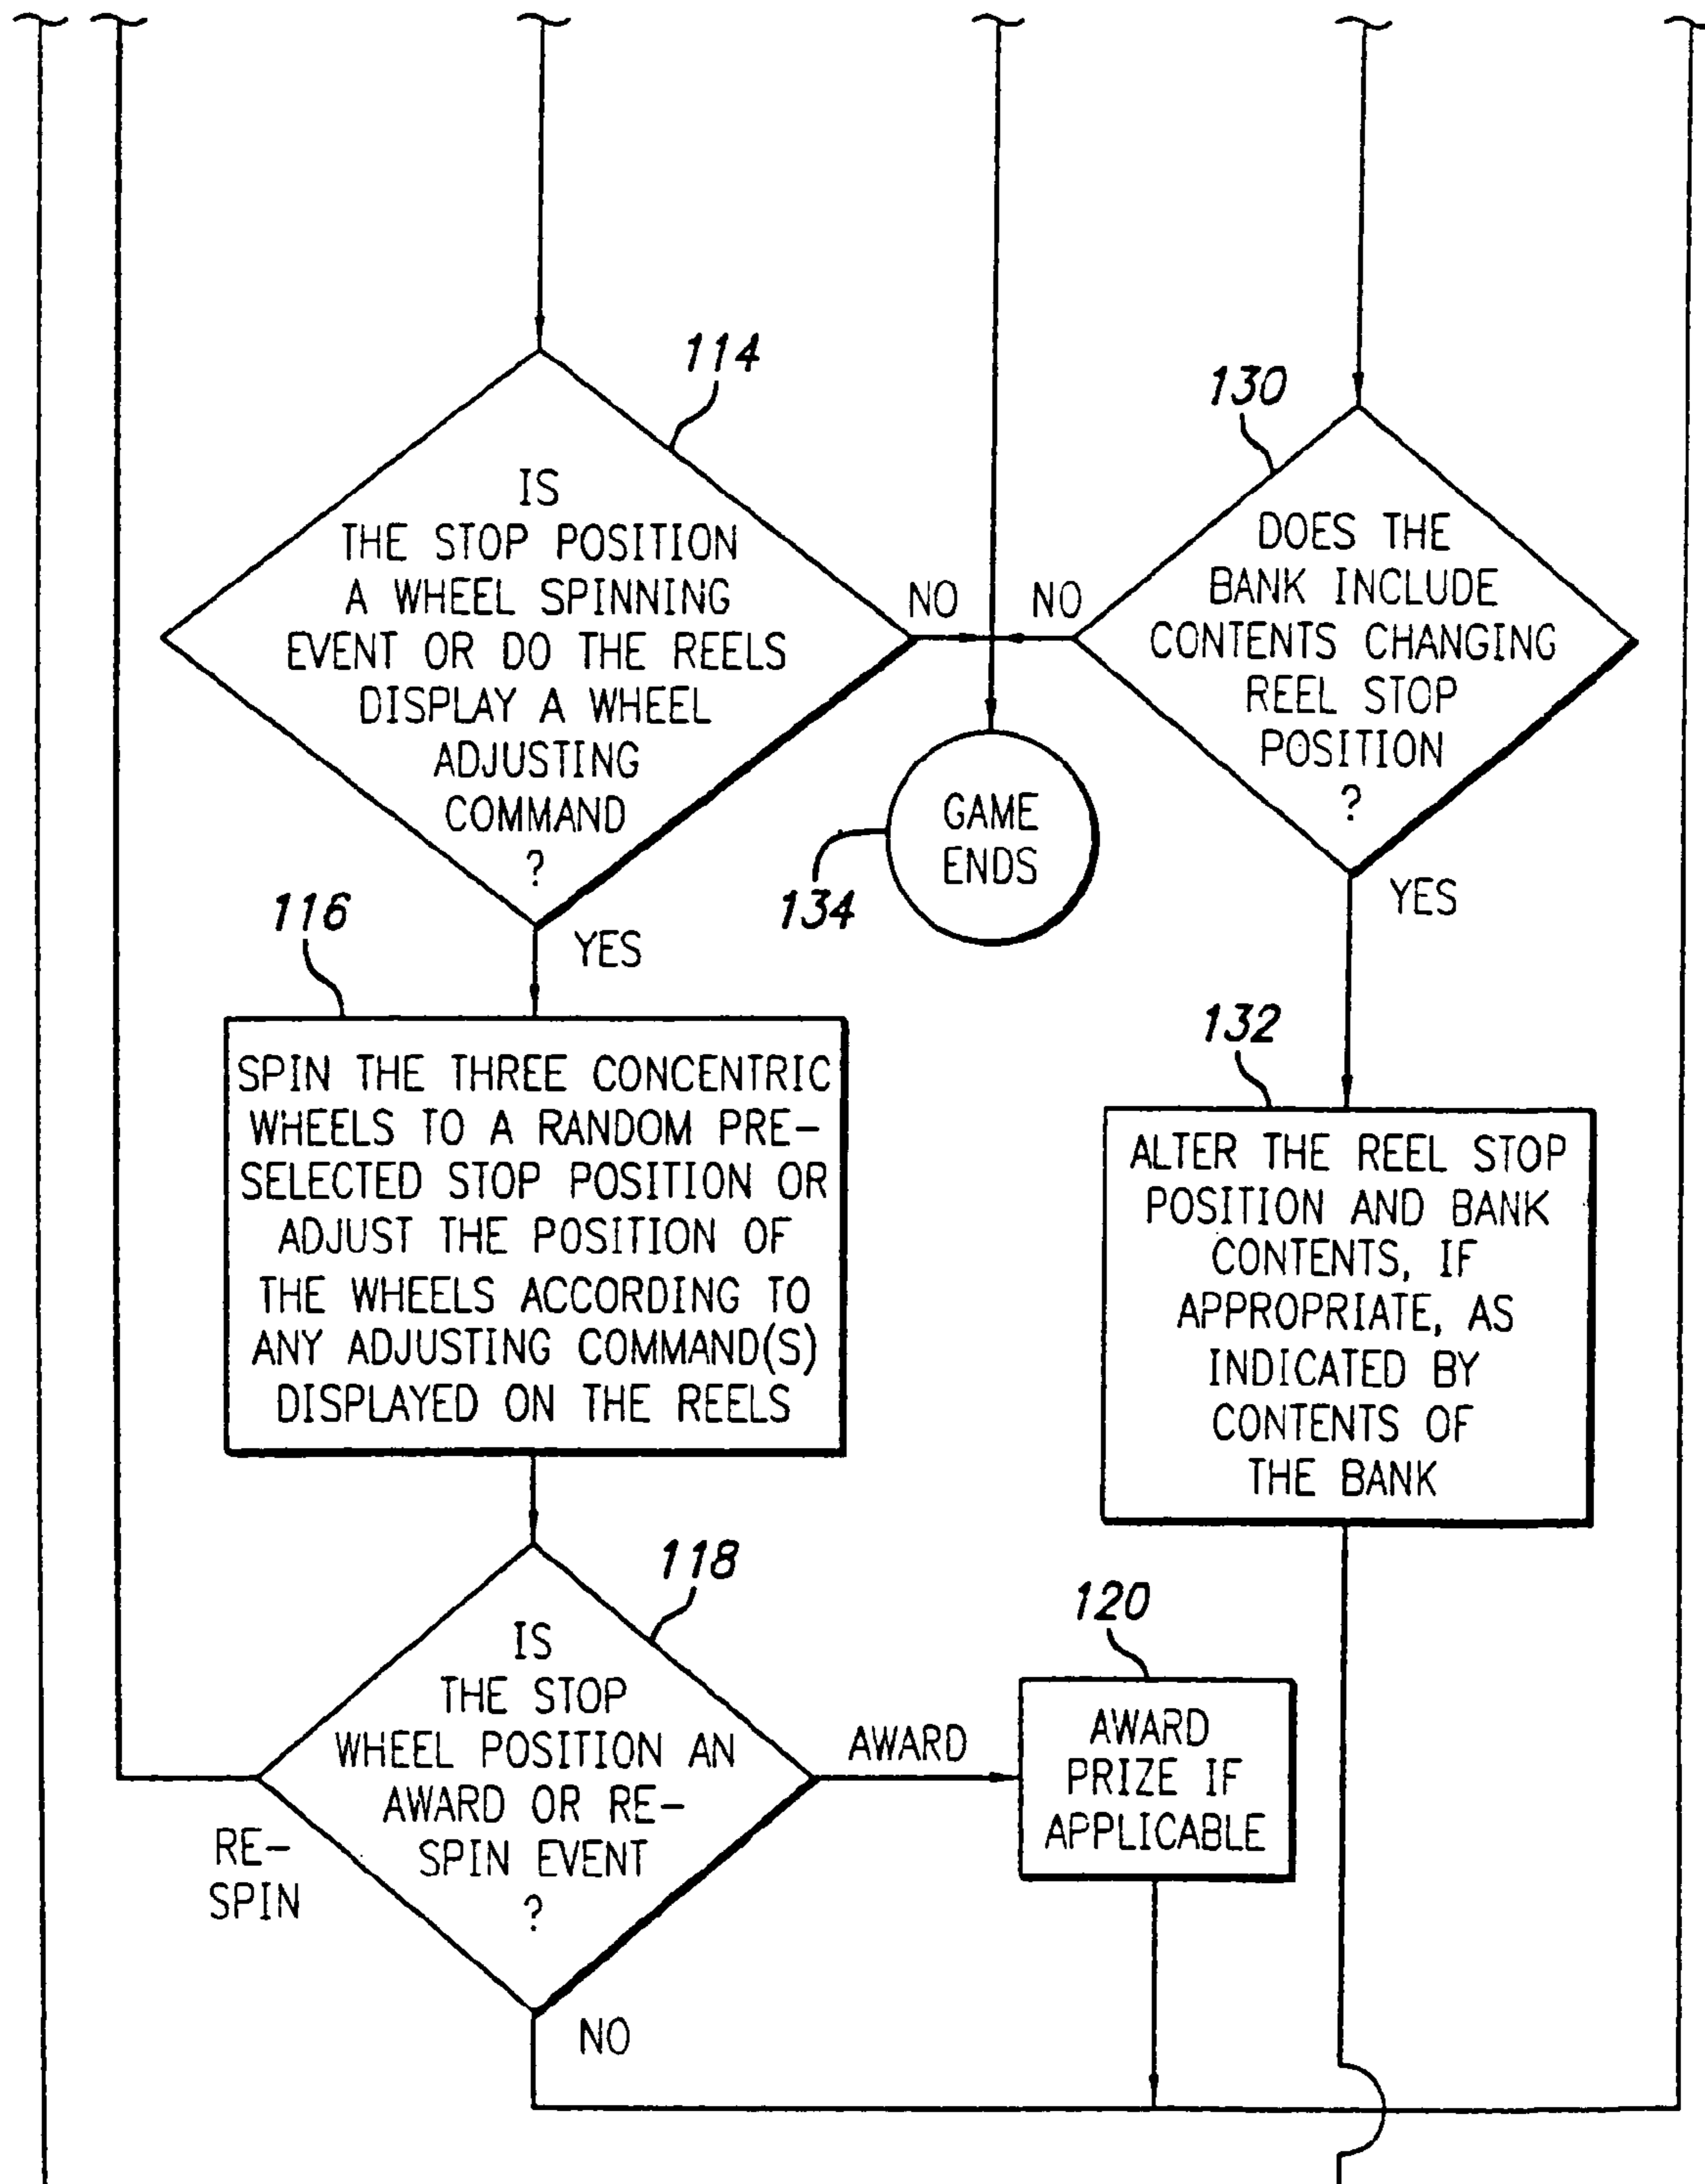 114
IS
THE STOP POSITION
A WHEEL SPINNING
EVENT OR DO THE REELS
DISPLAY A WHEEL
ADJUSTING
COMMAND
?
NO
YES
130
DOES THE
BANK INCLUDE
CONTENTS CHANGING
REEL STOP
POSITION
?
NO
YES
GAME
ENDS
134
116
SPIN THE THREE CONCENTRIC
WHEELS TO A RANDOM PRE-
SELECTED STOP POSITION OR
ADJUST THE POSITION OF
THE WHEELS ACCORDING TO
ANY ADJUSTING COMMAND(S)
DISPLAYED ON THE REELS
132
ALTER THE REEL STOP
POSITION AND BANK
CONTENTS, IF
APPROPRIATE, AS
INDICATED BY
CONTENTS OF
THE BANK
118
IS
THE STOP
WHEEL POSITION AN
AWARD OR RE-
SPIN EVENT
?
RE-
SPIN
AWARD
NO
120
AWARD
PRIZE IF
APPLICABLE